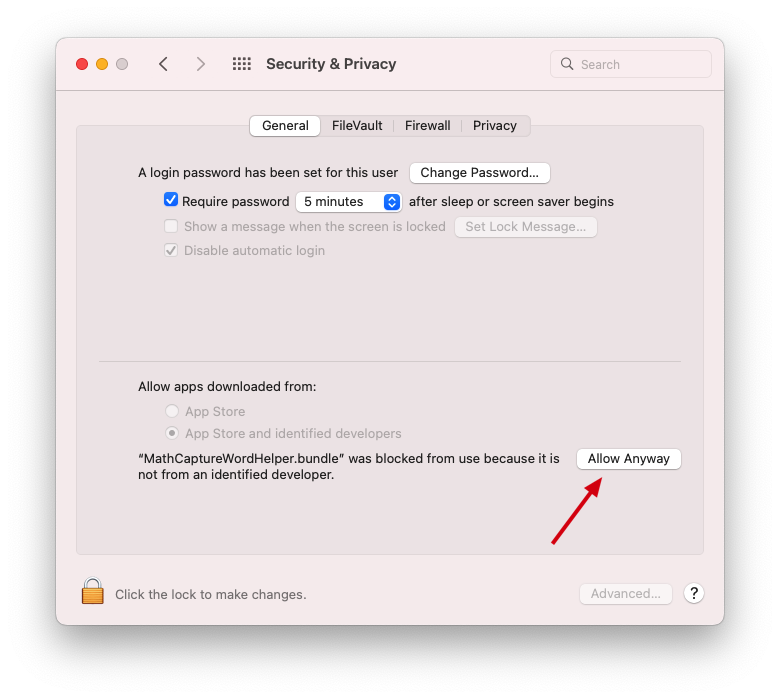 Security & Privacy
Search
General FileVault Firewall Privacy
A login password has been set for this user Change Password...
Require password 5 minutes after sleep or screen saver begins
Show a message when the screen is locked Set Lock Message...
Disable automatic login
Allow apps downloaded from:
App Store
App Store and identified developers
“MathCaptureWordHelper.bundle” was blocked from use because it is Allow Anyway
not from an identified developer.
Click the lock to make changes. Advanced... ?